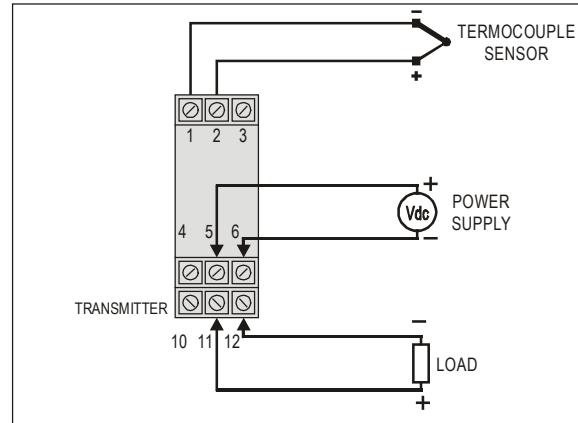 −
TERMOCOUPLE
SENSOR
+
1 2 3
+
Vdc
POWER
SUPPLY
−
4 5 6
TRANSMITTER
10 11 12
−
LOAD
+